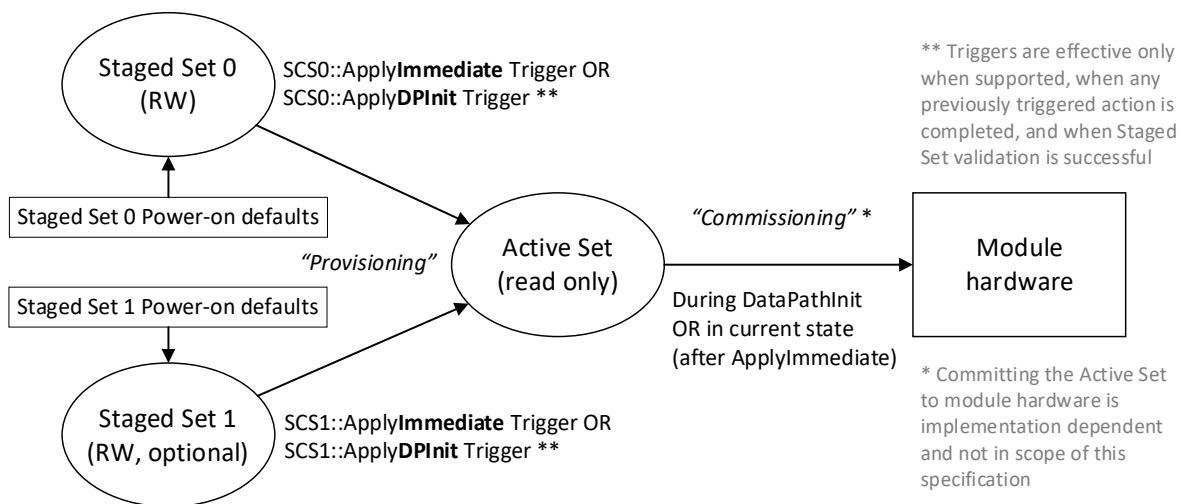 Staged Set 0
(RW)
SCS0::ApplyImmediate Trigger OR
SCS0::ApplyDPInit Trigger **
** Triggers are effective only
when supported, when any
previously triggered action is
completed, and when Staged
Set validation is successful
Staged Set 0 Power-on defaults
“Provisioning”
Active Set
(read only)
“Commissioning” *
During DataPathInit
OR in current state
(after ApplyImmediate)
Module
hardware
Staged Set 1 Power-on defaults
Staged Set 1
(RW, optional)
SCS1::ApplyImmediate Trigger OR
SCS1::ApplyDPInit Trigger **
* Committing the Active Set
to module hardware is
implementation dependent
and not in scope of this
specification